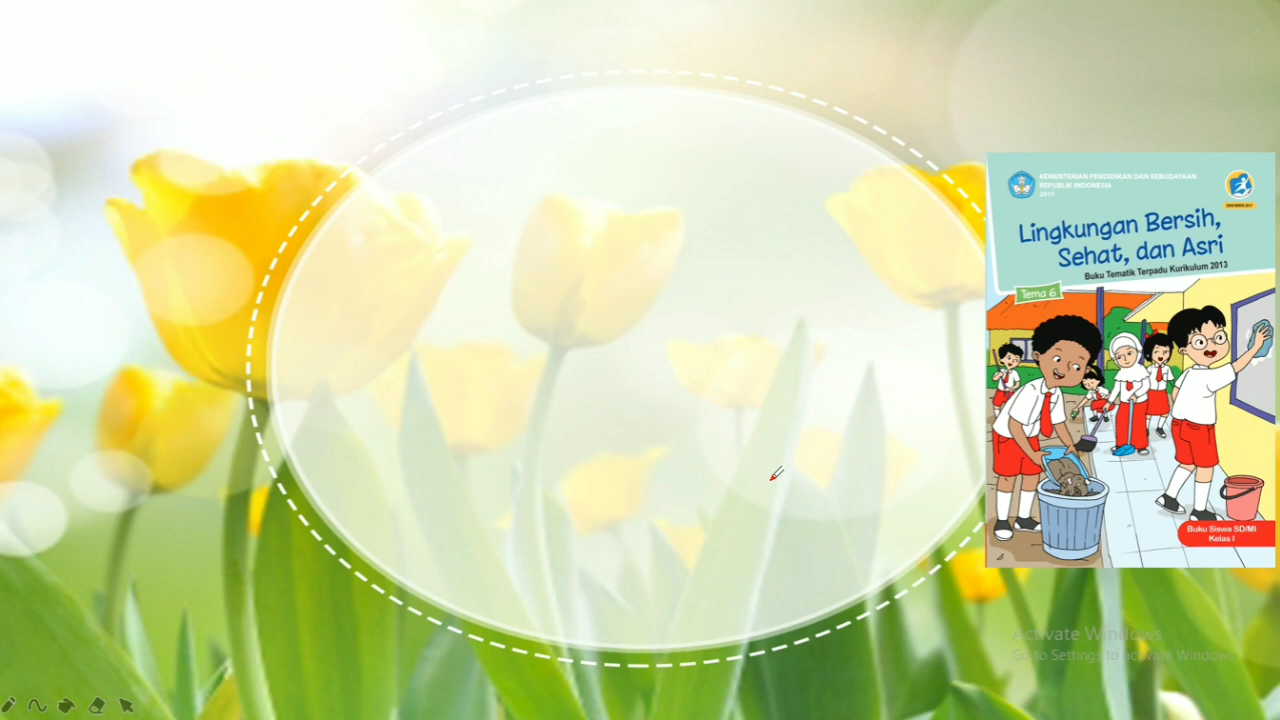 KEMENTERIAN PENDIDIKAN DAN KEBUDAYAAN
REPUBLIK INDONESIA
2017
Lingkungan Bersih,
Sehat, dan Asri
Buku Tematik Terpadu Kurikulum 2013
Tema 6
Buku Siswa SD/MI
Kelas I
Activate Windows
Go to Settings to activate Windows.